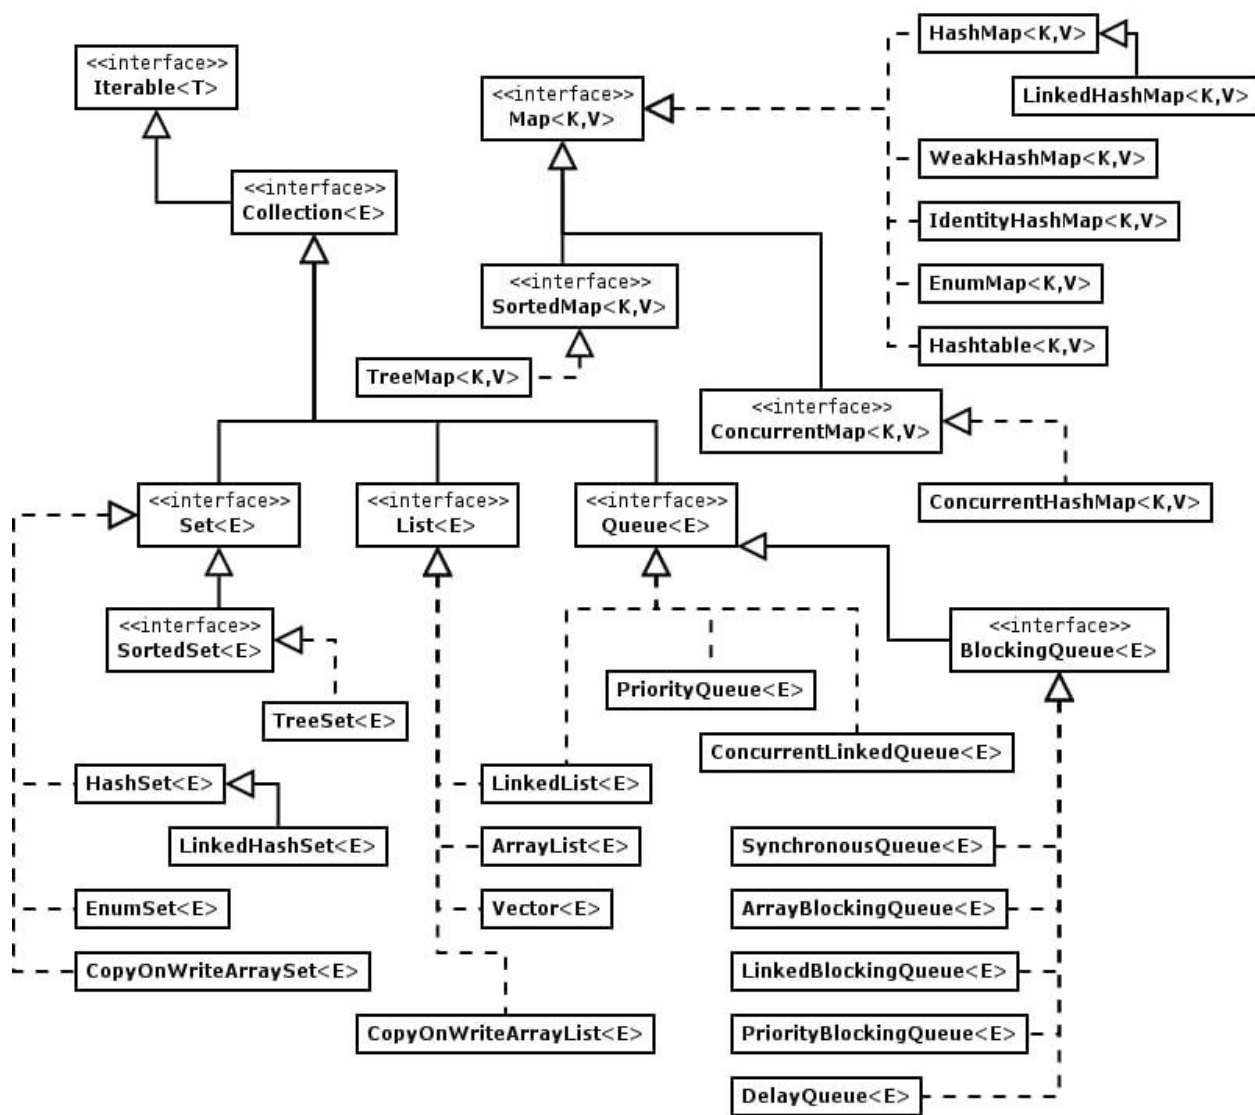 <<interface>>
Iterable<T>
<<interface>>
Collection<E>
<<interface>>
Map<K,V>
HashMap<K,V>
LinkedHashMap<K,V>
WeakHashMap<K,V>
IdentityHashMap<K,V>
EnumMap<K,V>
Hashtable<K,V>
<<interface>>
SortedMap<K,V>
TreeMap<K,V>
<<interface>>
ConcurrentMap<K,V>
ConcurrentHashMap<K,V>
<<interface>>
Set<E>
<<interface>>
List<E>
<<interface>>
Queue<E>
<<interface>>
SortedSet<E>
TreeSet<E>
<<interface>>
BlockingQueue<E>
PriorityQueue<E>
ConcurrentLinkedQueue<E>
HashSet<E>
LinkedHashSet<E>
EnumSet<E>
CopyOnWriteArraySet<E>
LinkedList<E>
ArrayList<E>
Vector<E>
CopyOnWriteArrayList<E>
SynchronousQueue<E>
ArrayBlockingQueue<E>
LinkedBlockingQueue<E>
PriorityBlockingQueue<E>
DelayQueue<E>